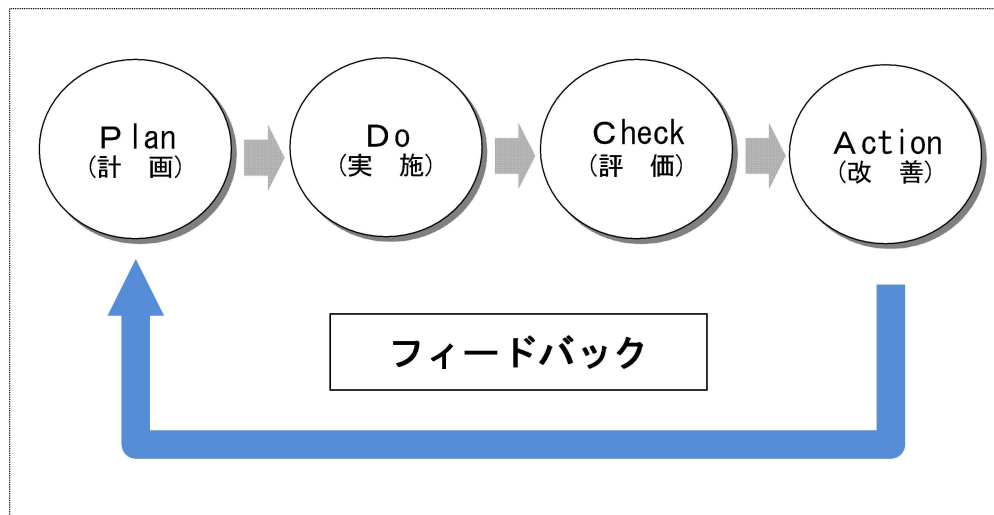 Plan
(計　画)
Do
(実　施)
Check
(評　価)
Action
(改　善)
フィードバック